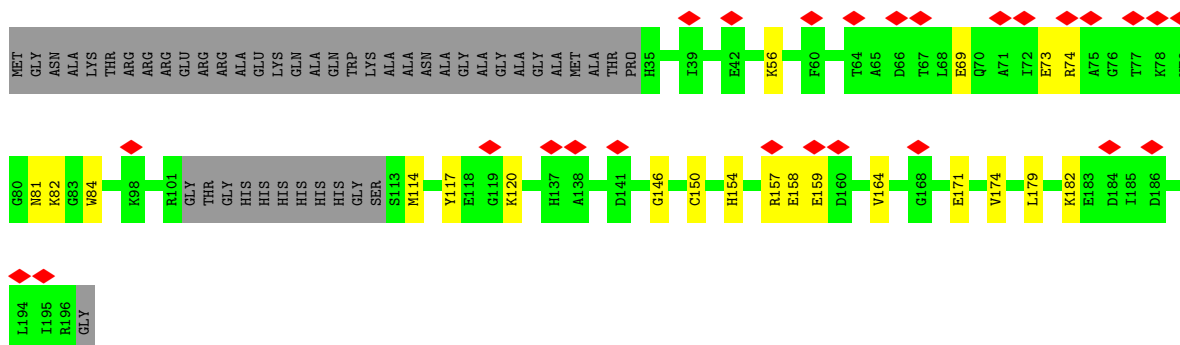 MET GLY ASN ALA LYS THR ARG ARG ARG GLU ARG ARG ALA GLU LYS GLN ALA GLN TRP LYS ALA ALA ASN ALA GLY ALA GLY ALA GLY ALA MET ALA THR PRO H35 I39 E42 K56 F60 T64 A65 D66 T67 L68 E69 Q70 A71 I72 E73 R74 A75 G76 T77 K78
G80 N81 K82 G83 W84 K98 R101 GLY THR GLY HIS HIS HIS HIS HIS HIS GLY SER S113 M114 Y117 E118 G119 K120 H137 A138 D141 G146 C150 H154 R157 E158 E159 D160 V164 G168 E171 V174 L179 K182 E183 D184 I185 D186
L194 I195 R196 GLY